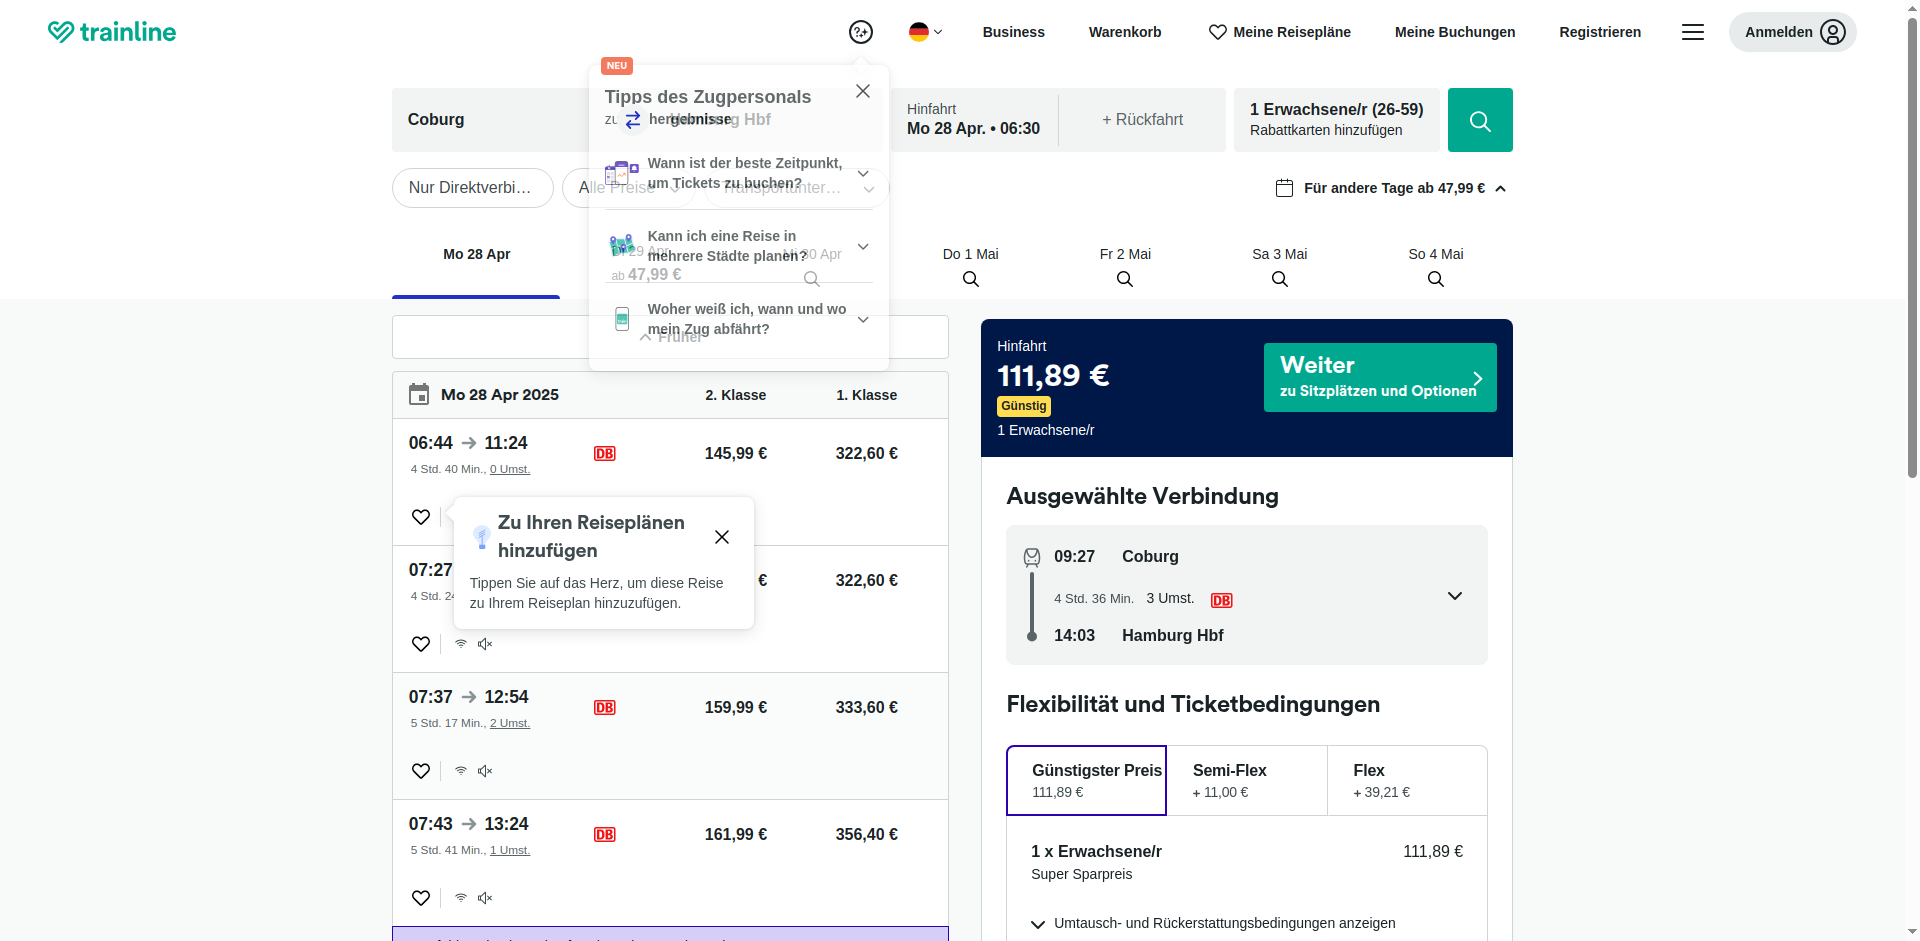 trainline
Business
Warenkorb
Meine Reisepläne
Meine Buchungen
Registrieren
Anmelden
NEU
Tipps des Zugpersonals
Wann ist der beste Zeitpunkt,
um Tickets zu buchen?
Kann ich eine Reise in
mehrere Städte planen?
Woher weiß ich, wann und wo
mein Zug abfährt?
Coburg
Hamburg Hbf
Hinfahrt
Mo 28 Apr. • 06:30
+ Rückfahrt
1 Erwachsene/r (26-59)
Rabattkarten hinzufügen
Nur Direktverbi…
Alle Preise
Transportunter…
Für andere Tage ab 47,99 €
Mo 28 Apr
29 Apr
ab 47,99 €
Mi 30 Apr
Do 1 Mai
Fr 2 Mai
Sa 3 Mai
So 4 Mai
Früher
Mo 28 Apr 2025
2. Klasse
1. Klasse
06:44 → 11:24
4 Std. 40 Min., 0 Umst.
DB
145,99 €
322,60 €
Zu Ihren Reiseplänen
hinzufügen
Tippen Sie auf das Herz, um diese Reise
zu Ihrem Reiseplan hinzuzufügen.
07:27
4 Std. 24
€
322,60 €
07:37 → 12:54
5 Std. 17 Min., 2 Umst.
DB
159,99 €
333,60 €
07:43 → 13:24
5 Std. 41 Min., 1 Umst.
DB
161,99 €
356,40 €
Hinfahrt
111,89 €
Günstig
1 Erwachsene/r
Weiter
zu Sitzplätzen und Optionen
Ausgewählte Verbindung
09:27 Coburg
4 Std. 36 Min. 3 Umst. DB
14:03 Hamburg Hbf
Flexibilität und Ticketbedingungen
Günstigster Preis
111,89 €
Semi-Flex
+ 11,00 €
Flex
+ 39,21 €
1 x Erwachsene/r
111,89 €
Super Sparpreis
Umtausch- und Rückerstattungsbedingungen anzeigen